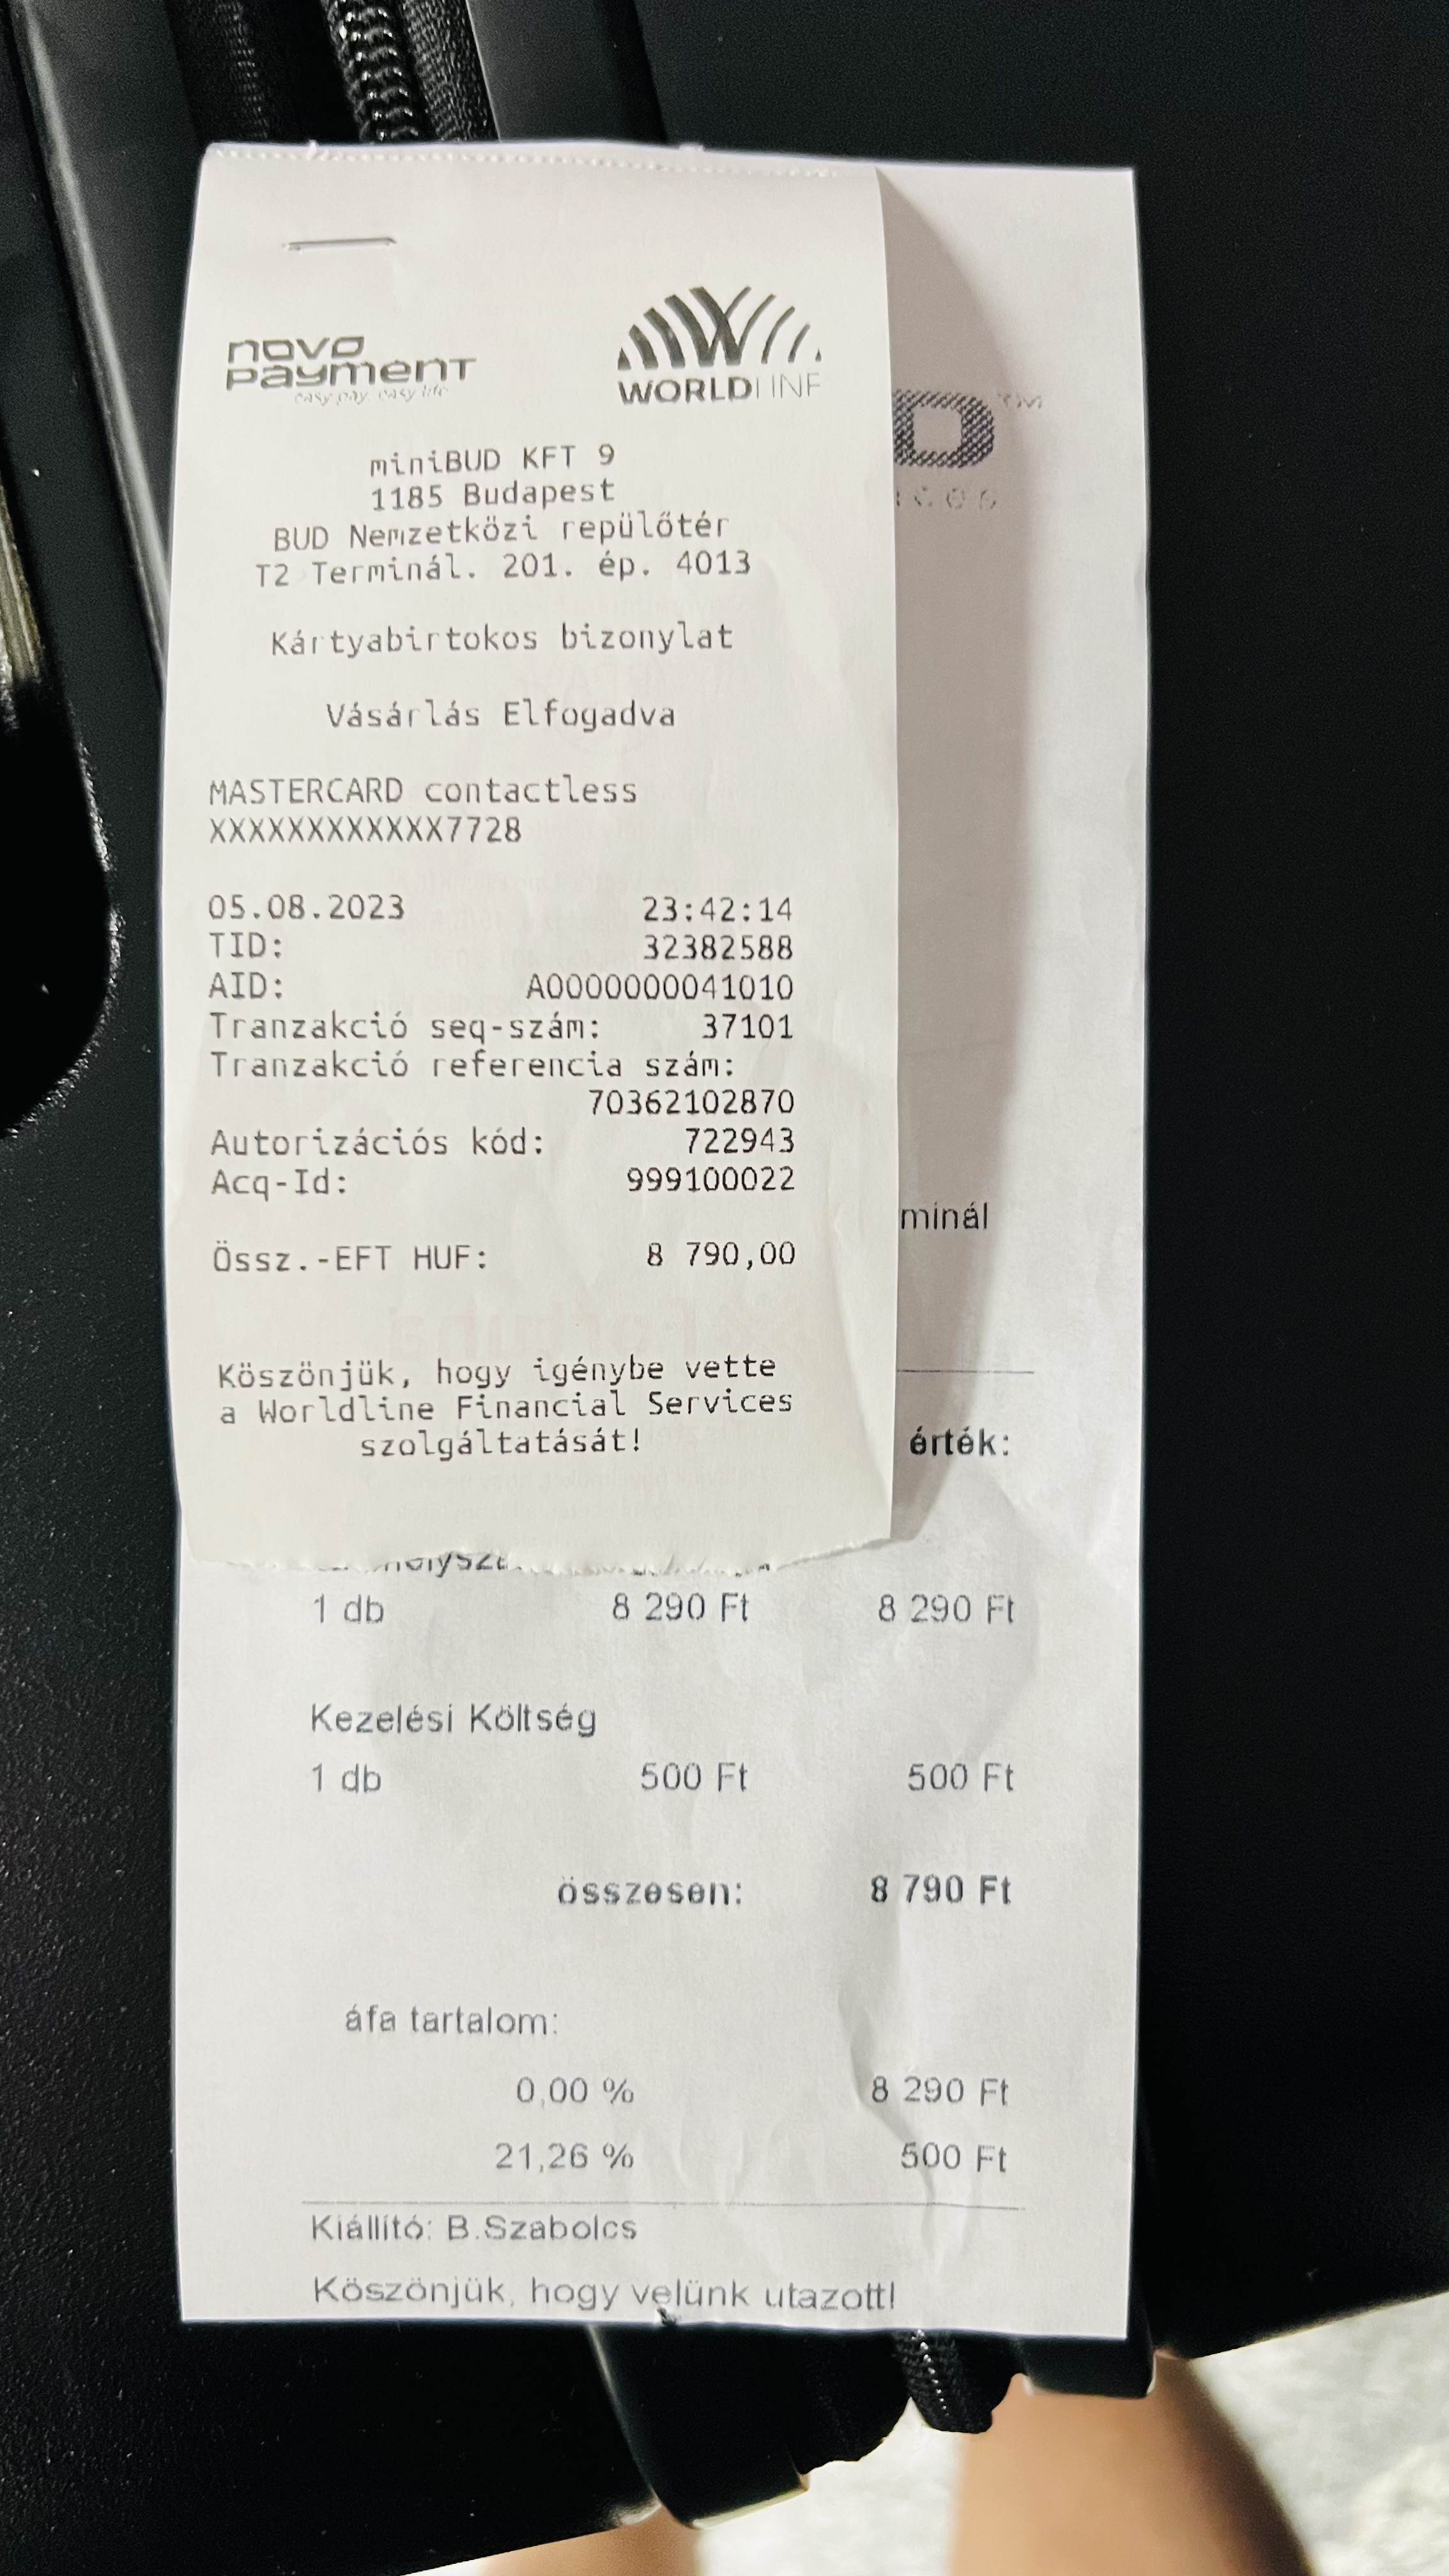 novo
payment
easy pay, easy life
WORLDLINE
D™
miniBUD KFT 9
1185 Budapest
BUD Nemzetközi repülőtér
T2 Terminál. 201. ép. 4013
Kártyabirtokos bizonylat
Vásárlás Elfogadva
MASTERCARD contactless
XXXXXXXXXXXX7728
05.08.2023 23:42:14
TID: 32382588
AID: A0000000041010
Tranzakció seq-szám: 37101
Tranzakció referencia szám:
70362102870
Autorizációs kód: 722943
Acq-Id: 999100022
minál
Össz.-EFT HUF: 8 790,00
Köszönjük, hogy igénybe vette
a Worldline Financial Services
szolgáltatását!
érték:
1 db 8 290 Ft 8 290 Ft
Kezelési Költség
1 db 500 Ft 500 Ft
összesen: 8 790 Ft
áfa tartalom:
0,00 % 8 290 Ft
21,26 % 500 Ft
Kiállító: B.Szabolcs
Köszönjük, hogy velünk utazott!